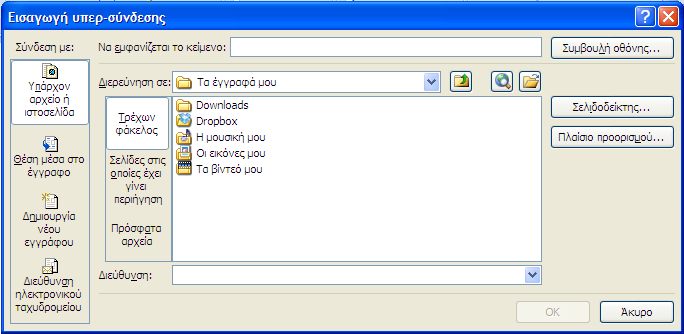 Εισαγωγή υπερ-σύνδεσης
Σύνδεση με:
Να εμφανίζεται το κείμενο:
Συμβουλή οθόνης...
Υπάρχον
αρχείο ή
ιστοσελίδα
Διερεύνηση σε:
Τα έγγραφά μου
Τρέχων
φάκελος
Downloads
Dropbox
Η μουσική μου
Οι εικόνες μου
Τα βίντεό μου
Σελιδοδείκτης...
Πλαίσιο προορισμού...
Θέση μέσα στο
έγγραφο
Σελίδες στις
οποίες έχει
γίνει
περιήγηση
Δημιουργία
νέου
εγγράφου
Πρόσφατα
αρχεία
Διεύθυνση
ηλεκτρονικού
ταχυδρομείου
Διεύθυνση:
OK
Άκυρο